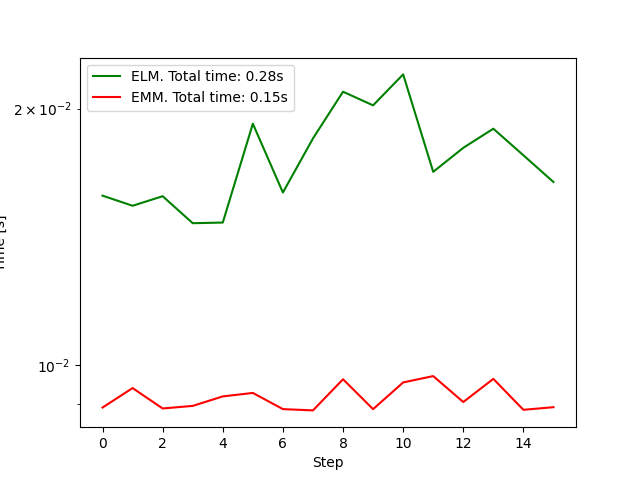 ELM. Total time: 0.28s
EMM. Total time: 0.15s
2 × 10⁻²
10⁻²
0 2 4 6 8 10 12 14
Step